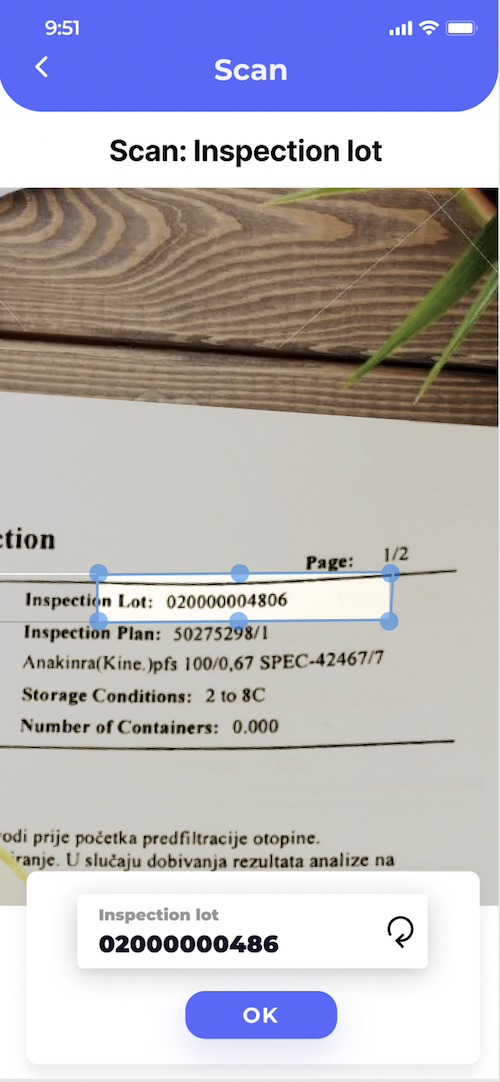 9:51
Scan
Scan: Inspection lot
ction
Page: 1/2
Inspection Lot: 020000004806
Inspection Plan: 50275298/1
Anakinra(Kine.)pfs 100/0,67 SPEC-42467/7
Storage Conditions: 2 to 8C
Number of Containers: 0.000
odi prije početka predfiltracije otopine.
iranje. U slučaju dobivanja rezultata analize na
Inspection lot
02000000486
OK